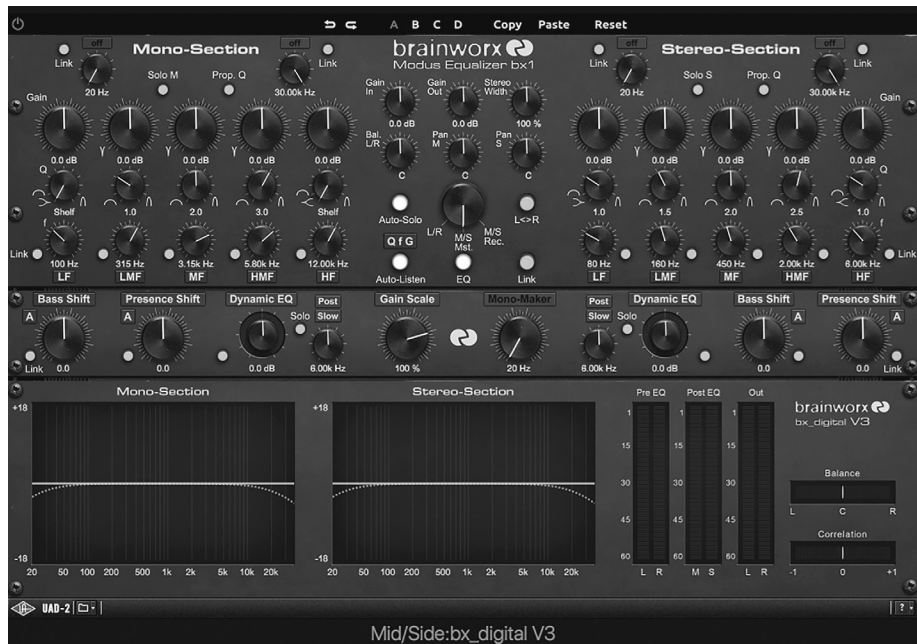 A B C D Copy Paste Reset
off Mono-Section off brainworx off Stereo-Section off
Link Link Modus Equalizer bx1 Link Link
20 Hz Solo M Prop. Q 30.00k Hz 20 Hz Solo S Prop. Q 30.00k Hz
Gain Gain In Gain Out Stereo Width Gain
0.0 dB 0.0 dB 100 %
0.0 dB 0.0 dB 0.0 dB 0.0 dB 0.0 dB Bal. L/R Pan M Pan S 0.0 dB 0.0 dB 0.0 dB 0.0 dB 0.0 dB
Q C C C Q
Shelf 1.0 2.0 3.0 Shelf Auto-Solo L<>R 1.0 1.5 2.0 2.5 1.0
f L/R M/S Mst. M/S Rec. f
Link Q f G Link
100 Hz 315 Hz 3.15k Hz 5.80k Hz 12.00k Hz 80 Hz 160 Hz 450 Hz 2.00k Hz 6.00k Hz
LF LMF MF HMF HF Auto-Listen EQ Link LF LMF MF HMF HF
Bass Shift Presence Shift Dynamic EQ Post Gain Scale Mono-Maker Post Dynamic EQ Bass Shift Presence Shift
A A Slow Slow A A
Solo Solo
Link 0.0 0.0 0.0 dB 6.00k Hz 100 % 20 Hz 6.00k Hz 0.0 dB 0.0 0.0 Link
Mono-Section Stereo-Section Pre EQ Post EQ Out
+18 +18 1 1 1 brainworx
bx_digital V3
15 15 15
30 30 30 Balance
L C R
45 45 45 Correlation
-18 -18 60 60 60
20 50 100 200 500 1k 2k 5k 10k 20k 20 50 100 200 500 1k 2k 5k 10k 20k L R M S L R -1 0 +1
UA UAD-2 ?
Mid/Side:bx_digital V3